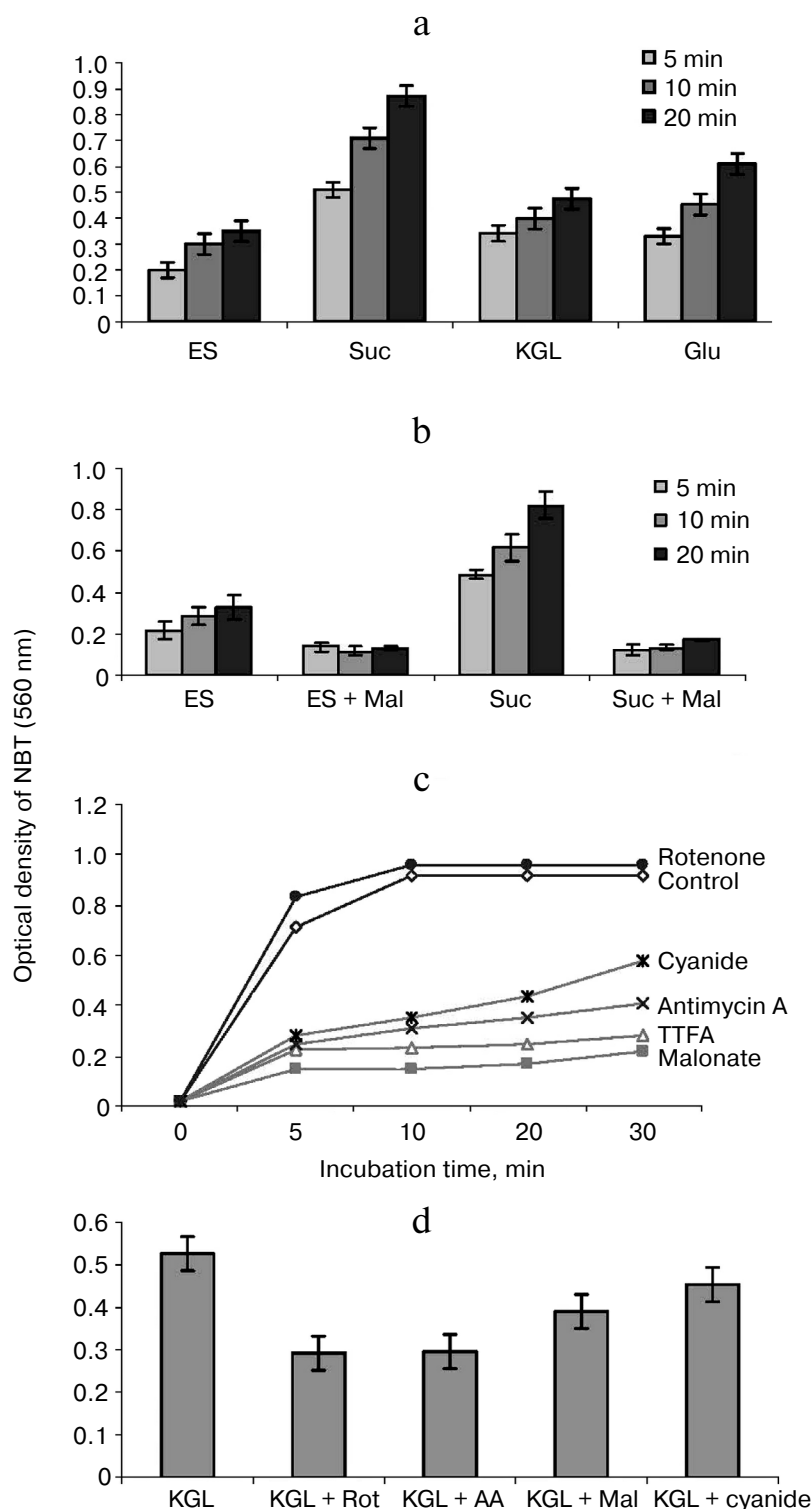 a
1.0
0.9
0.8
0.7
0.6
0.5
0.4
0.3
0.2
0.1
0
5 min
10 min
20 min
ES Suc KGL Glu
b
1.0
0.8
0.6
0.4
0.2
0
5 min
10 min
20 min
ES ES + Mal Suc Suc + Mal
Optical density of NBT (560 nm)
c
1.2
1.0
0.8
0.6
0.4
0.2
0
Rotenone
Control
Cyanide
Antimycin A
TTFA
Malonate
0 5 10 20 30
Incubation time, min
d
0.6
0.5
0.4
0.3
0.2
0.1
0
KGL KGL + Rot KGL + AA KGL + Mal KGL + cyanide